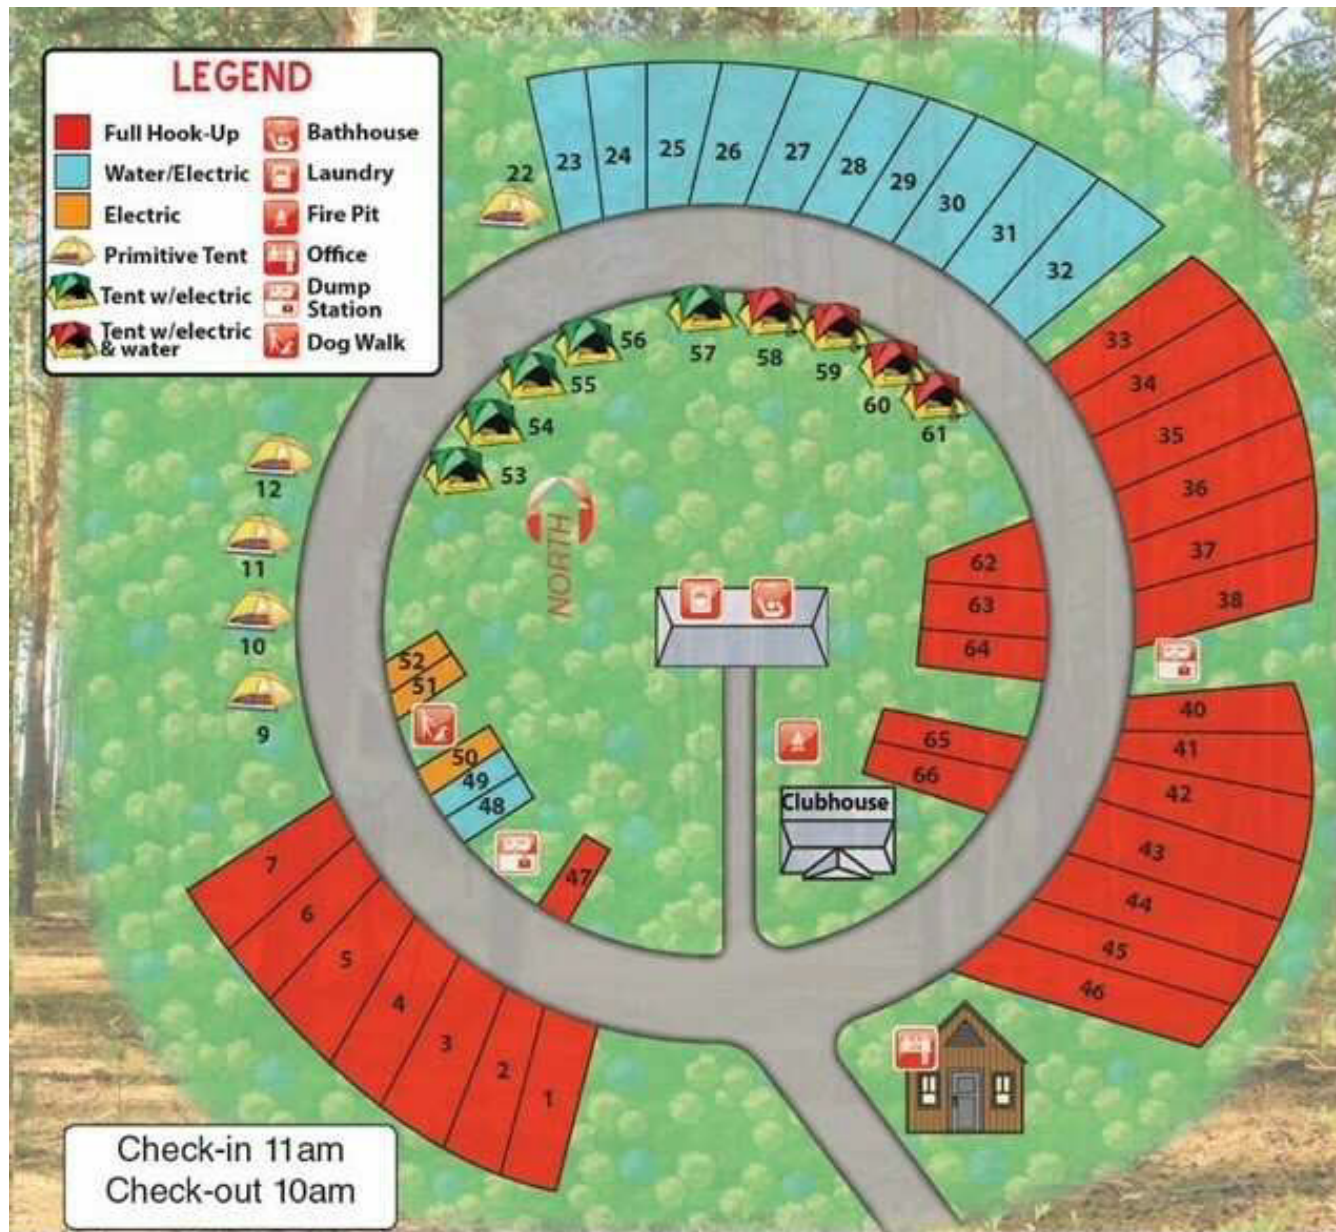 LEGEND
Full Hook-Up
Water/Electric
Electric
Primitive Tent
Tent w/electric
Tent w/electric
& water
Bathhouse
Laundry
Fire Pit
Office
Dump
Station
Dog Walk
22
23
24
25
26
27
28
29
30
31
32
33
34
35
36
37
38
56
57
58
59
60
61
55
54
53
12
11
10
9
NORTH
62
63
64
52
51
50
49
48
47
65
66
Clubhouse
40
41
42
43
44
45
46
7
6
5
4
3
2
1
Check-in 11am
Check-out 10am